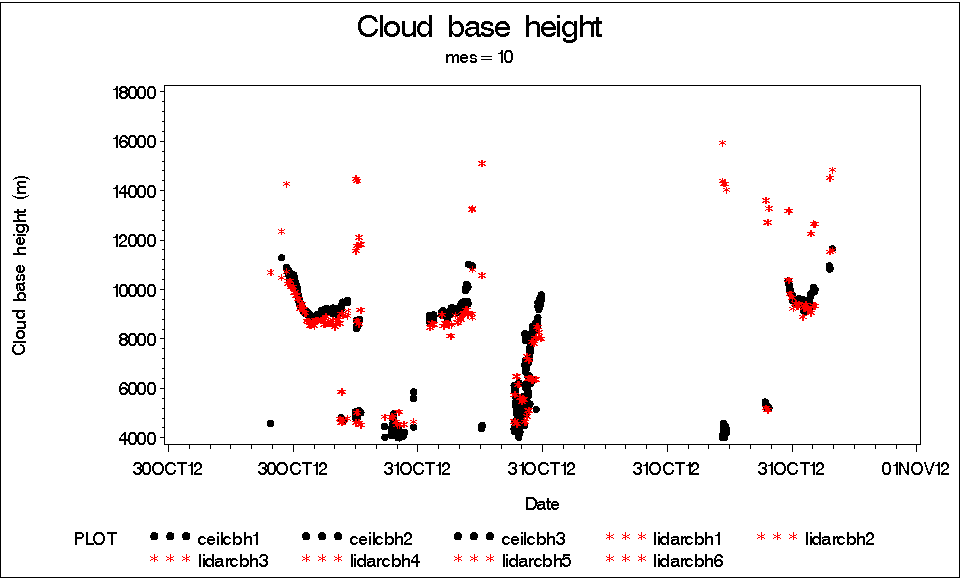 Cloud base height
mes = 10
Cloud base height (m)
18000
16000
14000
12000
10000
8000
6000
4000
30OCT12 30OCT12 31OCT12 31OCT12 31OCT12 31OCT12 01NOV12
Date
PLOT ceilcbh1 ceilcbh2 ceilcbh3 lidarcbh1 lidarcbh2
lidarcbh3 lidarcbh4 lidarcbh5 lidarcbh6